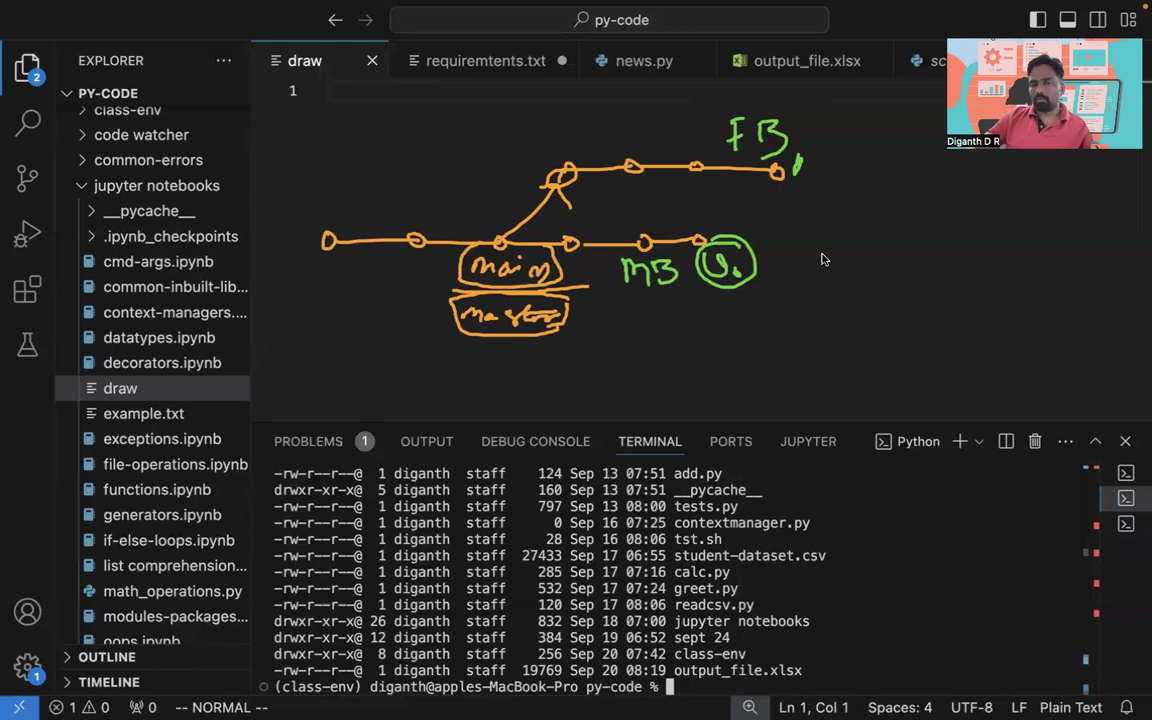 py-code
EXPLORER
draw
requiremtents.txt
news.py
output_file.xlsx
sc
2
Diganth D R
1
PY-CODE
class-env
code watcher
common-errors
jupyter notebooks
__pycache__
.ipynb_checkpoints
cmd-args.ipynb
common-inbuilt-lib...
context-managers....
datatypes.ipynb
decorators.ipynb
draw
example.txt
exceptions.ipynb
file-operations.ipynb
functions.ipynb
generators.ipynb
if-else-loops.ipynb
list comprehension...
math_operations.py
modules-packages...
oops.ipynb
OUTLINE
TIMELINE
FB
main
MB
master
PROBLEMS 1 OUTPUT DEBUG CONSOLE TERMINAL PORTS JUPYTER Python
-rw-r--r--@ 1 diganth staff 124 Sep 13 07:51 add.py
drwxr-xr-x@ 5 diganth staff 160 Sep 13 07:51 __pycache__
-rw-r--r--@ 1 diganth staff 797 Sep 13 08:00 tests.py
-rw-r--r--@ 1 diganth staff 0 Sep 16 07:25 contextmanager.py
-rw-r--r--@ 1 diganth staff 28 Sep 16 08:06 tst.sh
-rw-r--r--@ 1 diganth staff 27433 Sep 17 06:55 student-dataset.csv
-rw-r--r--@ 1 diganth staff 285 Sep 17 07:16 calc.py
-rw-r--r--@ 1 diganth staff 532 Sep 17 07:24 greet.py
-rw-r--r--@ 1 diganth staff 120 Sep 17 08:06 readcsv.py
drwxr-xr-x@ 26 diganth staff 832 Sep 18 07:00 jupyter notebooks
drwxr-xr-x@ 12 diganth staff 384 Sep 19 06:52 sept 24
drwxr-xr-x@ 8 diganth staff 256 Sep 20 07:42 class-env
-rw-r--r--@ 1 diganth staff 19769 Sep 20 08:19 output_file.xlsx
(class-env) diganth@apples-MacBook-Pro py-code %
1
1 0 0 -- NORMAL -- Ln 1, Col 1 Spaces: 4 UTF-8 LF Plain Text